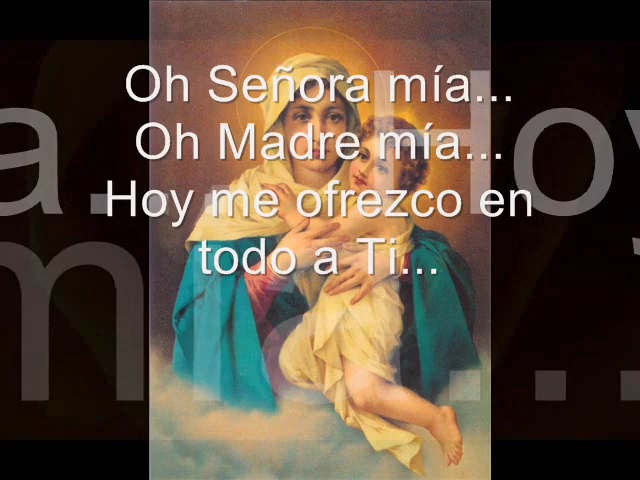 Oh Señora mía...
Oh Madre mía...
Hoy me ofrezco en
todo a Ti...